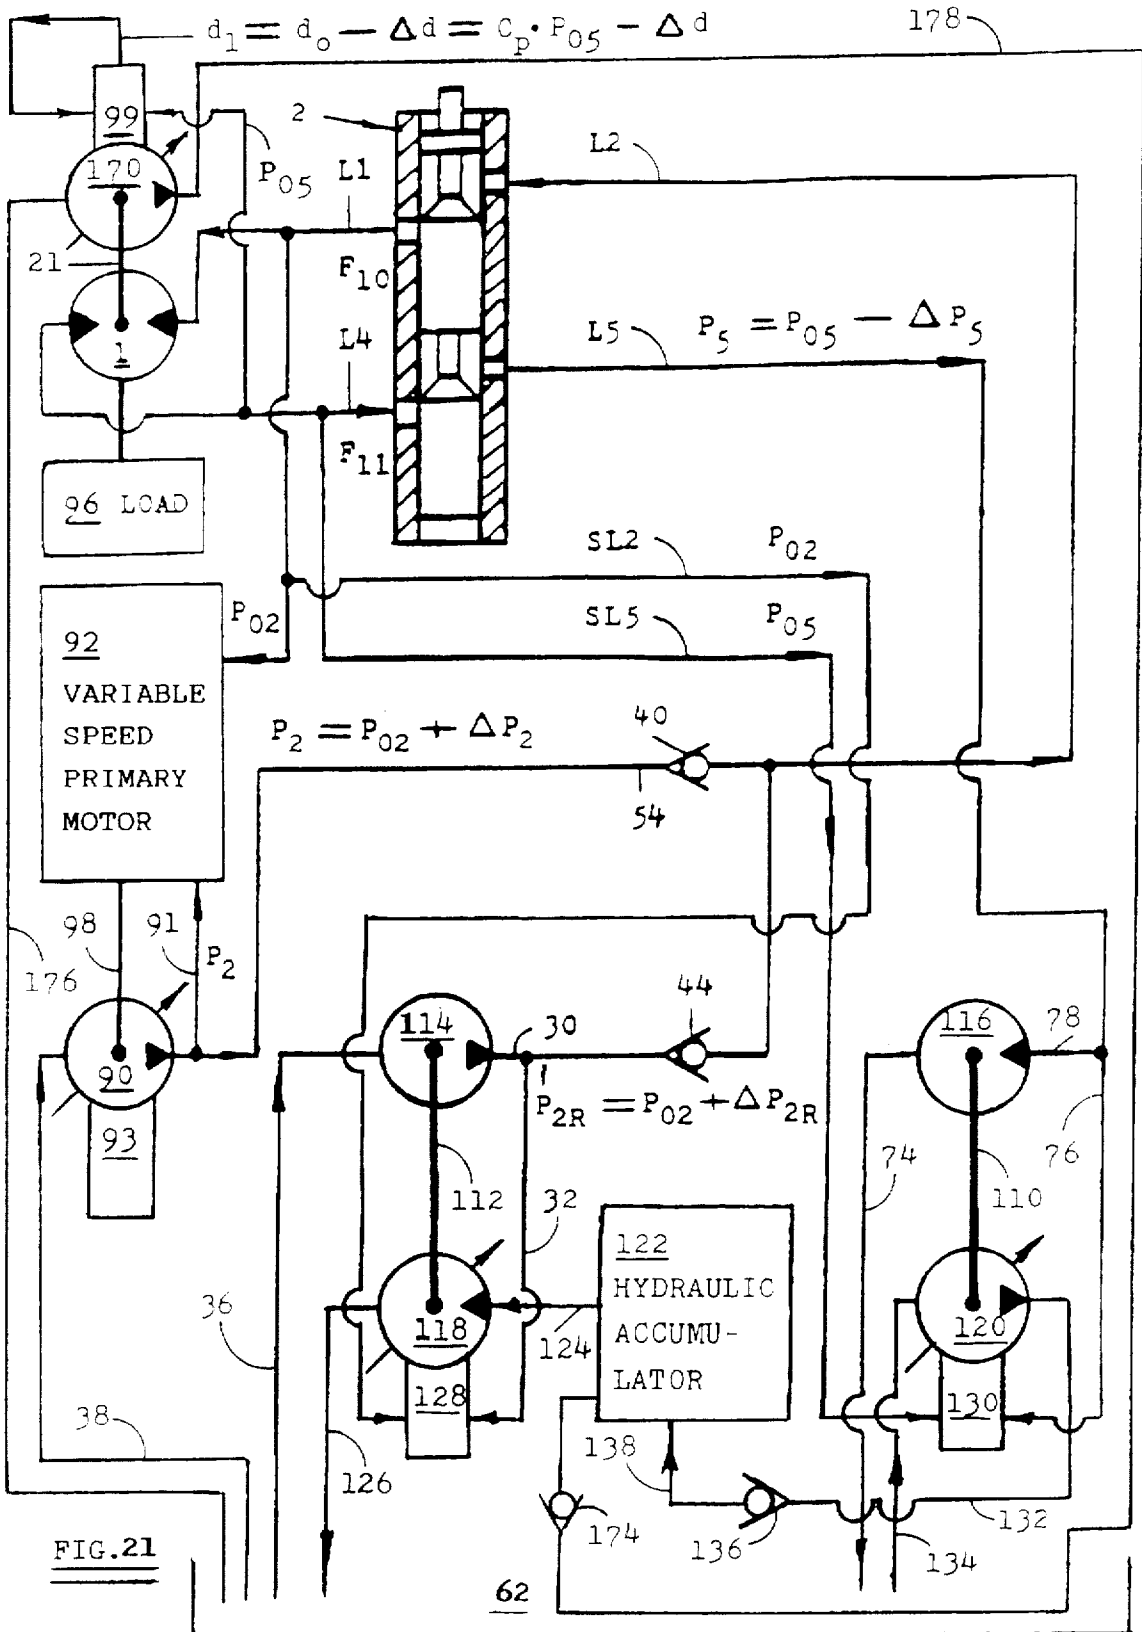 d₁ = d₀ − Δd = C_p · P₀₅ − Δd
178
99
2
170
P₀₅
L1
L2
21
F₁₀
1
L4
L5
P₅ = P₀₅ − ΔP₅
F₁₁
96 LOAD
SL2
P₀₂
P₀₂
SL5
P₀₅
92
VARIABLE
SPEED
PRIMARY
MOTOR
P₂ = P₀₂ + ΔP₂
40
54
98
91
P₂
176
44
114
30
116
78
90
P₂R = P₀₂ + ΔP₂R
93
74
76
112
32
110
122
HYDRAULIC
ACCUMU-
LATOR
36
118
124
120
128
130
38
126
138
174
136
132
134
FIG.21
62